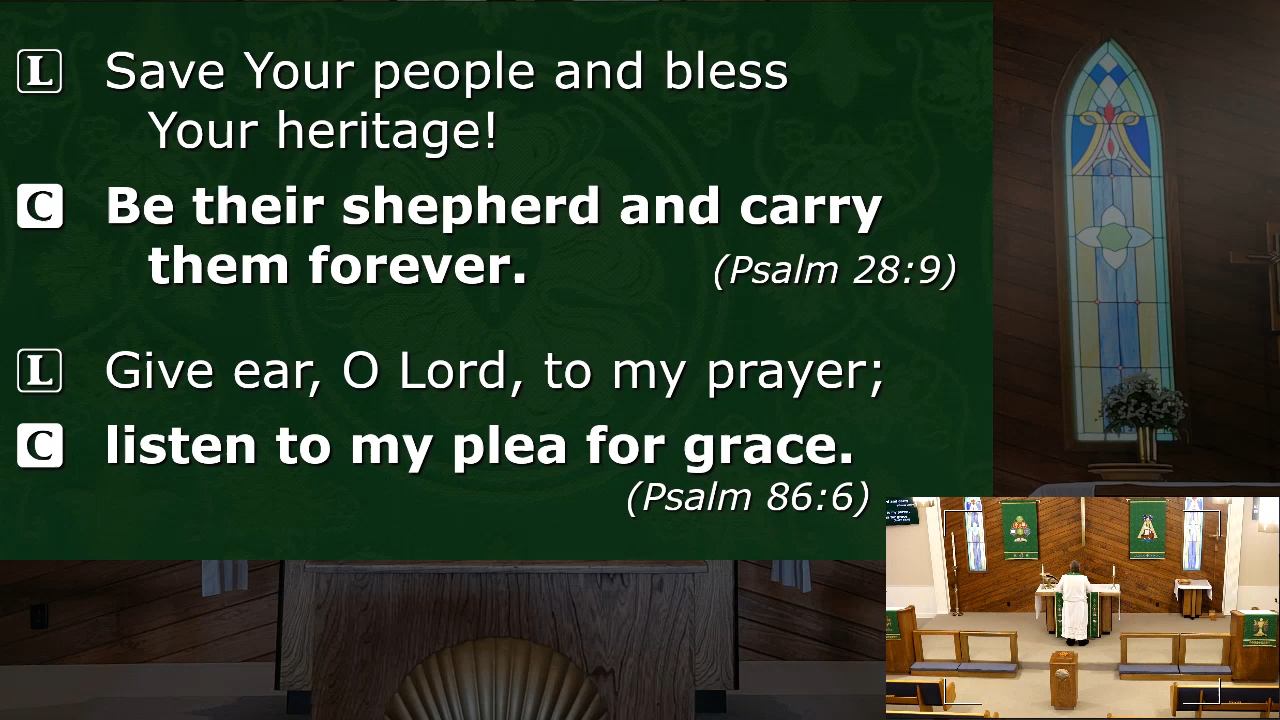 L Save Your people and bless
Your heritage!
C Be their shepherd and carry
them forever. (Psalm 28:9)
L Give ear, O Lord, to my prayer;
C listen to my plea for grace.
(Psalm 86:6)